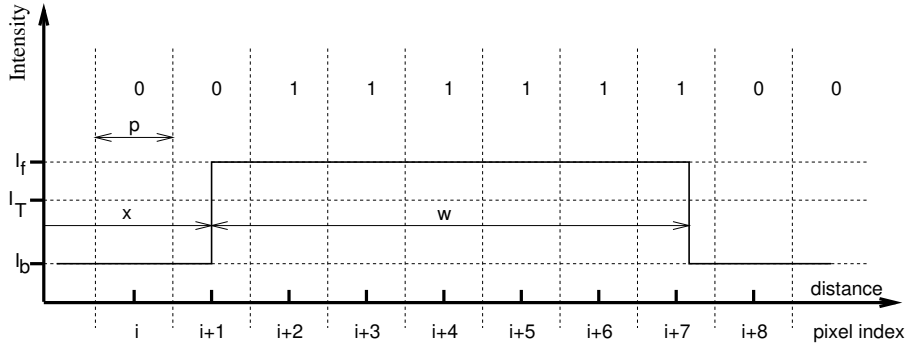 Intensity
0 0 1 1 1 1 1 1 0 0
p
I_f
I_T
x w
I_b
distance
i i+1 i+2 i+3 i+4 i+5 i+6 i+7 i+8 pixel index